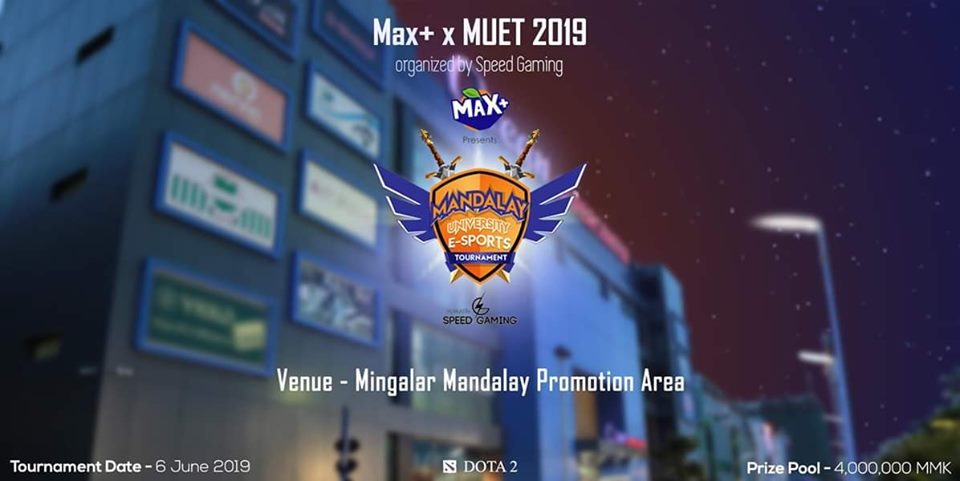 Max+ x MUET 2019
organized by Speed Gaming
MAX+
Presents
MANDALAY
UNIVERSITY
E-SPORTS
TOURNAMENT
SPEED GAMING
Venue - Mingalar Mandalay Promotion Area
Tournament Date - 6 June 2019
DOTA 2
Prize Pool - 4,000,000 MMK